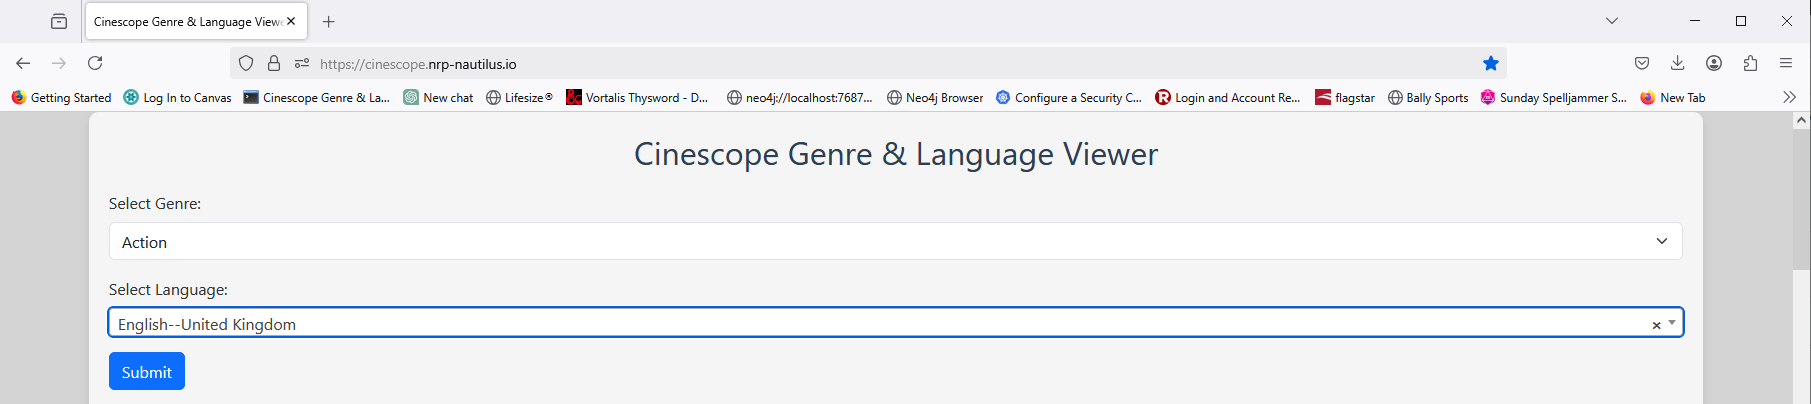 Cinescope Genre & Language Viewe
https://cinescope.nrp-nautilus.io
Getting Started Log In to Canvas Cinescope Genre & La... New chat Lifesize® Vortalis Thysword - D... neo4j://localhost:7687... Neo4j Browser Configure a Security C... Login and Account Re... flagstar Bally Sports Sunday Spelljammer S... New Tab
Cinescope Genre & Language Viewer
Select Genre:
Action
Select Language:
English--United Kingdom
Submit